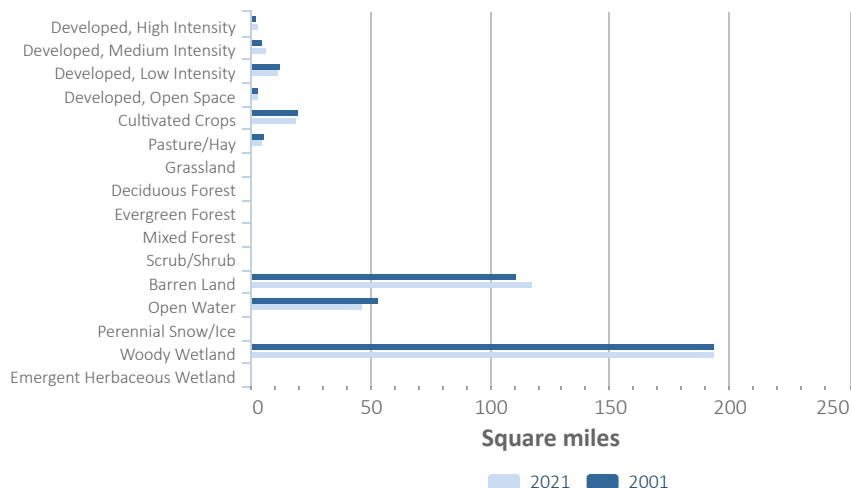 Developed, High Intensity
Developed, Medium Intensity
Developed, Low Intensity
Developed, Open Space
Cultivated Crops
Pasture/Hay
Grassland
Deciduous Forest
Evergreen Forest
Mixed Forest
Scrub/Shrub
Barren Land
Open Water
Perennial Snow/Ice
Woody Wetland
Emergent Herbaceous Wetland
0 50 100 150 200 250
Square miles
2021 2001